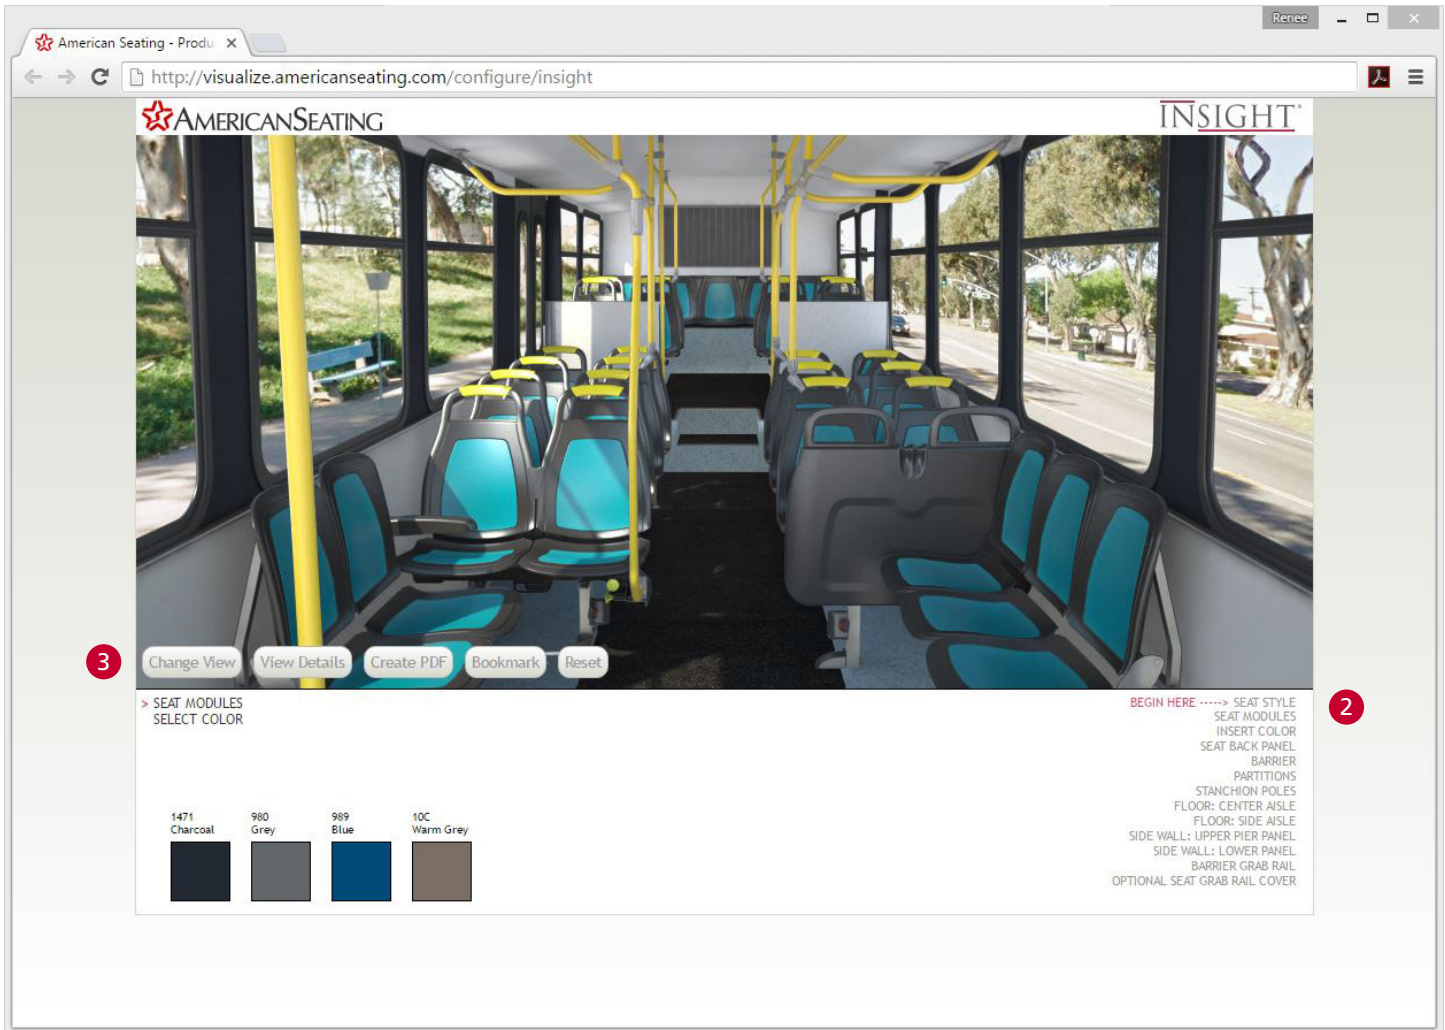 Renee
American Seating - Produ
http://visualize.americanseating.com/configure/insight
AMERICANSEATING
INSIGHT®
3
Change View
View Details
Create PDF
Bookmark
Reset
> SEAT MODULES
SELECT COLOR
1471
Charcoal
980
Grey
989
Blue
10C
Warm Grey
BEGIN HERE -----> SEAT STYLE
SEAT MODULES
INSERT COLOR
SEAT BACK PANEL
BARRIER
PARTITIONS
STANCHION POLES
FLOOR: CENTER AISLE
FLOOR: SIDE AISLE
SIDE WALL: UPPER PIER PANEL
SIDE WALL: LOWER PANEL
BARRIER GRAB RAIL
OPTIONAL SEAT GRAB RAIL COVER
2